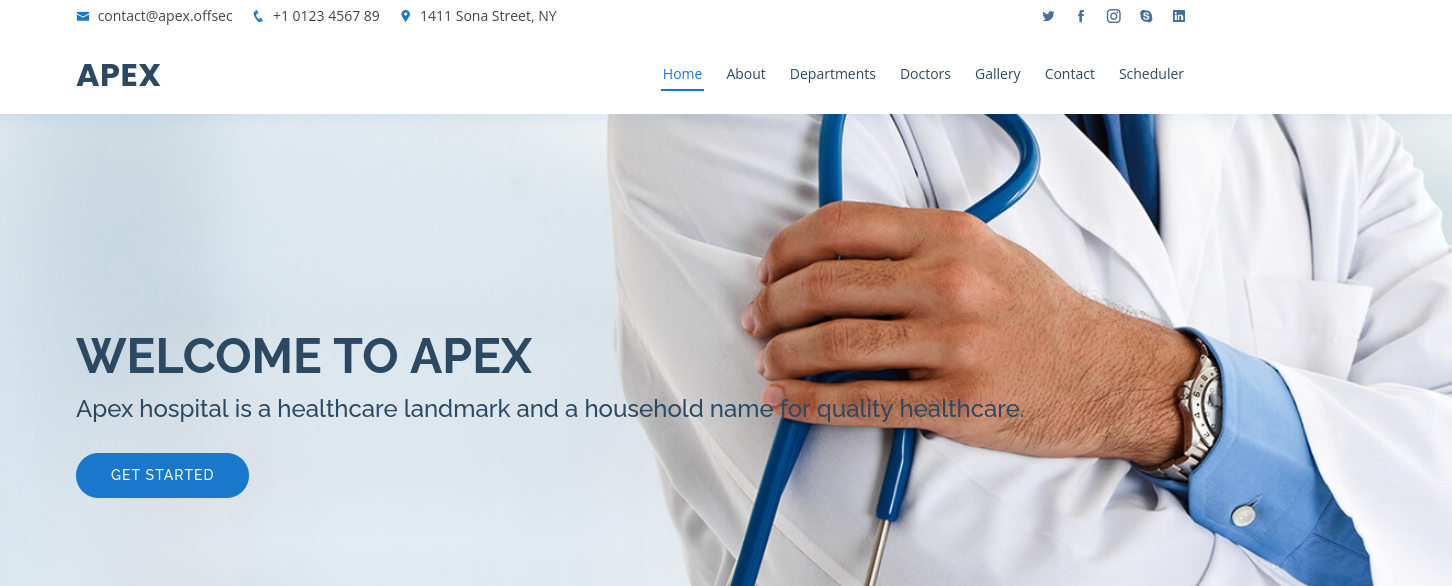 contact@apex.offsec +1 0123 4567 89 1411 Sona Street, NY
APEX
Home About Departments Doctors Gallery Contact Scheduler
WELCOME TO APEX
Apex hospital is a healthcare landmark and a household name for quality healthcare.
GET STARTED